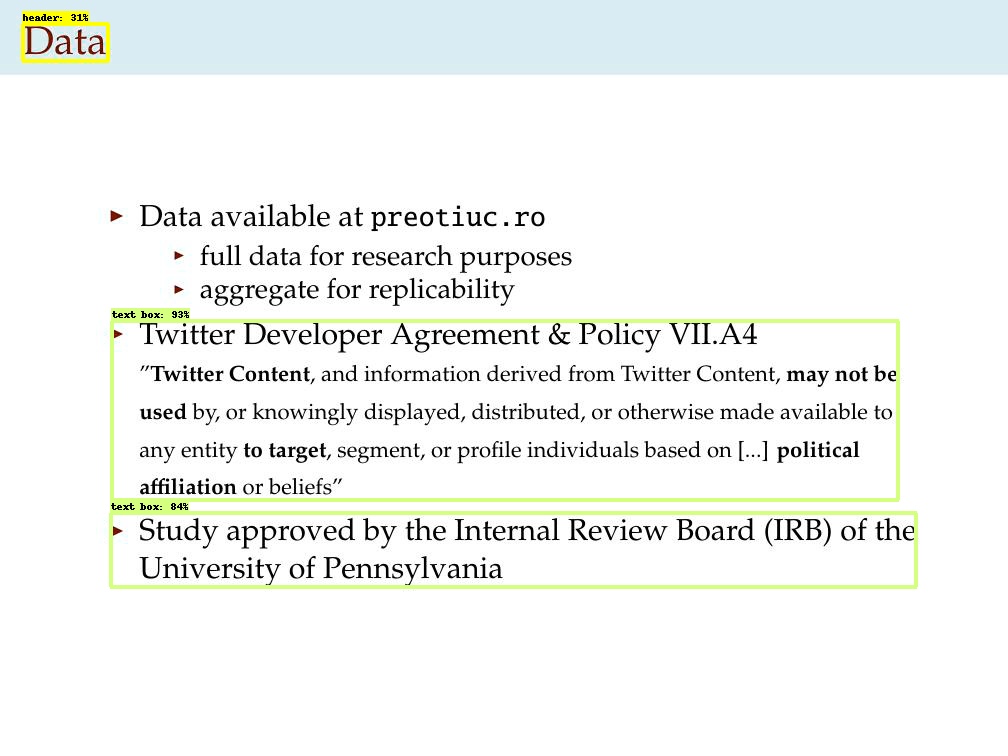 header: 31%
Data
▶ Data available at preotiuc.ro
▶ full data for research purposes
▶ aggregate for replicability
text box: 93%
▶ Twitter Developer Agreement & Policy VII.A4
”Twitter Content, and information derived from Twitter Content, may not be
used by, or knowingly displayed, distributed, or otherwise made available to
any entity to target, segment, or profile individuals based on [...] political
affiliation or beliefs”
text box: 84%
▶ Study approved by the Internal Review Board (IRB) of the
University of Pennsylvania